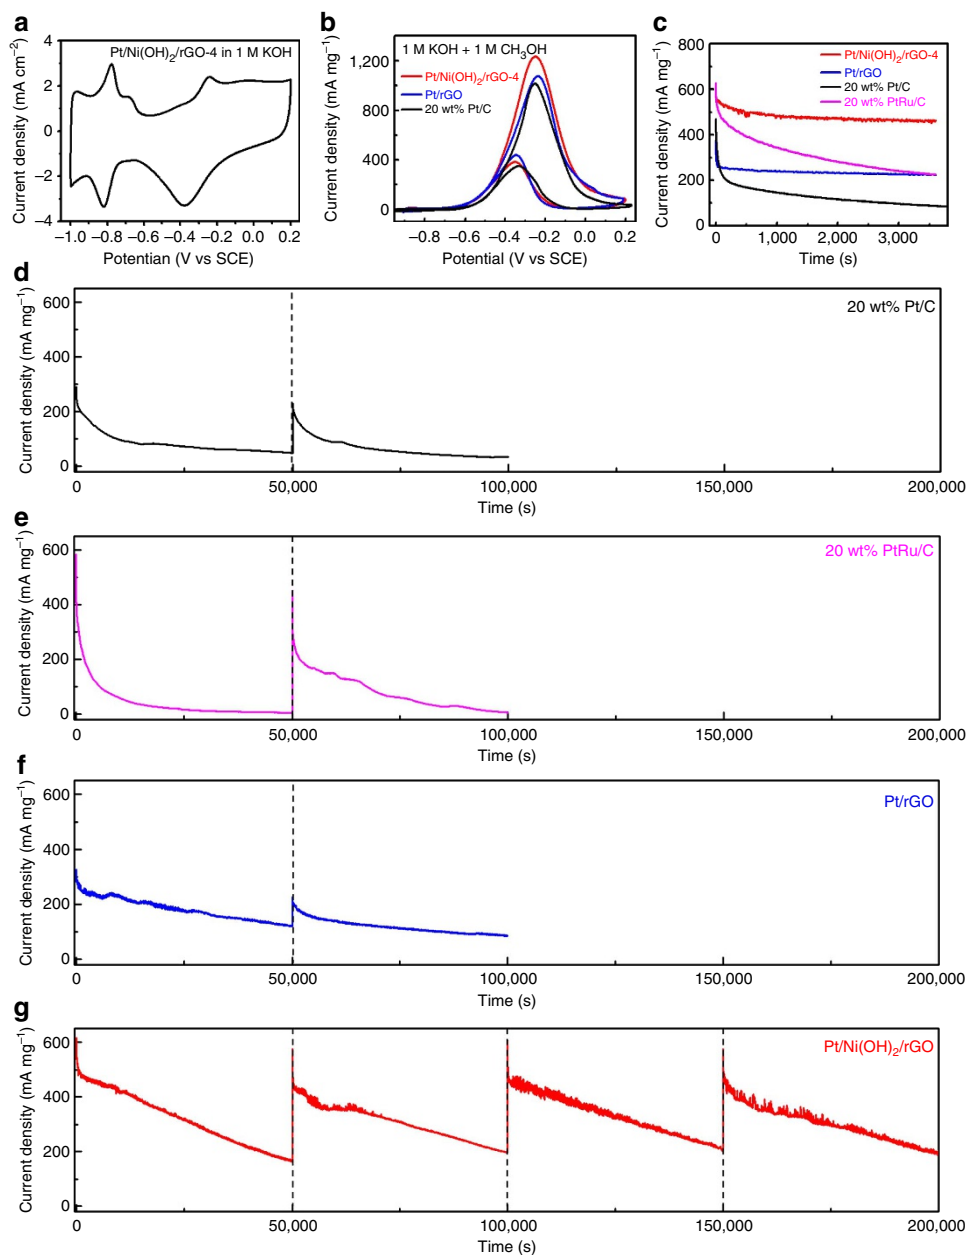 a
Current density (mA cm⁻²)
Pt/Ni(OH)₂/rGO-4 in 1 M KOH
4
2
0
−2
−4
−1.0 −0.8 −0.6 −0.4 −0.2 0.0 0.2
Potentian (V vs SCE)
b
Current density (mA mg⁻¹)
1 M KOH + 1 M CH₃OH
Pt/Ni(OH)₂/rGO-4
Pt/rGO
20 wt% Pt/C
1,200
800
400
0
−0.8 −0.6 −0.4 −0.2 0.0 0.2
Potential (V vs SCE)
c
Current density (mA mg⁻¹)
Pt/Ni(OH)₂/rGO-4
Pt/rGO
20 wt% Pt/C
20 wt% PtRu/C
800
600
400
200
0
0 1,000 2,000 3,000
Time (s)
d
Current density (mA mg⁻¹)
20 wt% Pt/C
600
400
200
0
0 50,000 100,000 150,000 200,000
Time (s)
e
Current density (mA mg⁻¹)
20 wt% PtRu/C
600
400
200
0
0 50,000 100,000 150,000 200,000
Time (s)
f
Current density (mA mg⁻¹)
Pt/rGO
600
400
200
0
0 50,000 100,000 150,000 200,000
Time (s)
g
Current density (mA mg⁻¹)
Pt/Ni(OH)₂/rGO
600
400
200
0
0 50,000 100,000 150,000 200,000
Time (s)